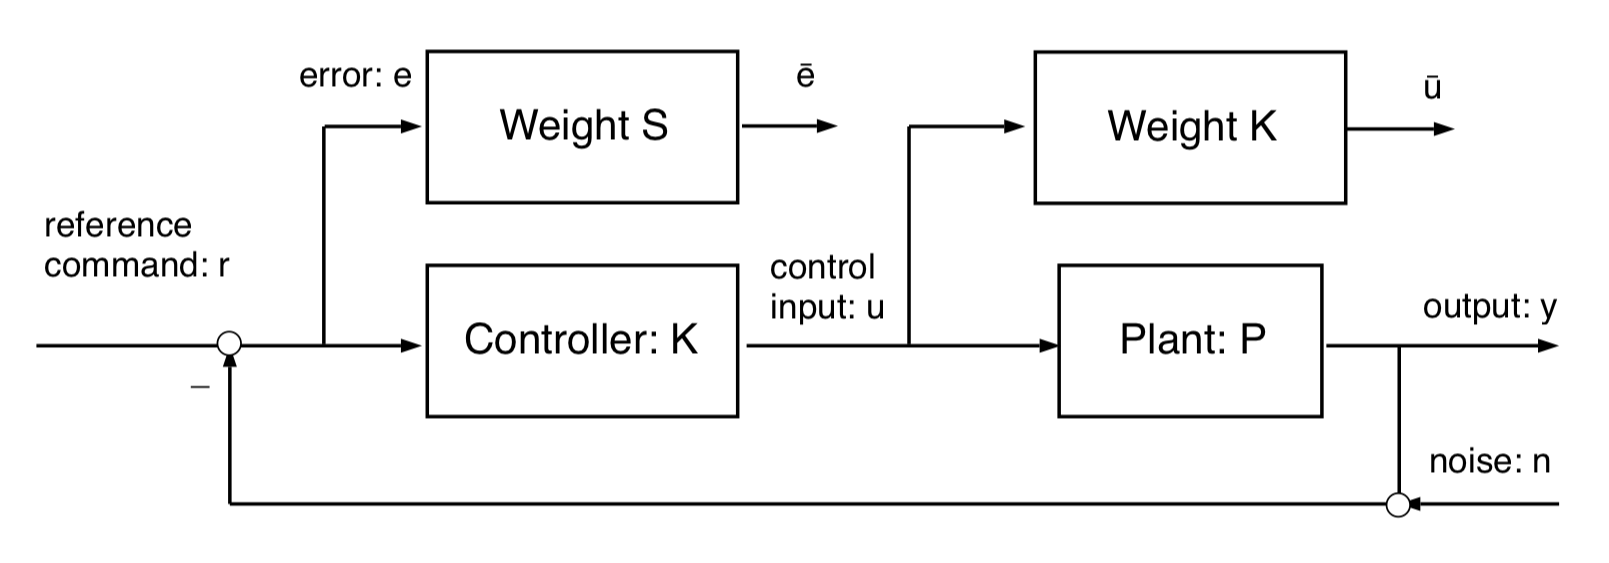 error: e
Weight S
ē
Weight K
ū
reference
command: r
Controller: K
control
input: u
Plant: P
output: y
–
noise: n